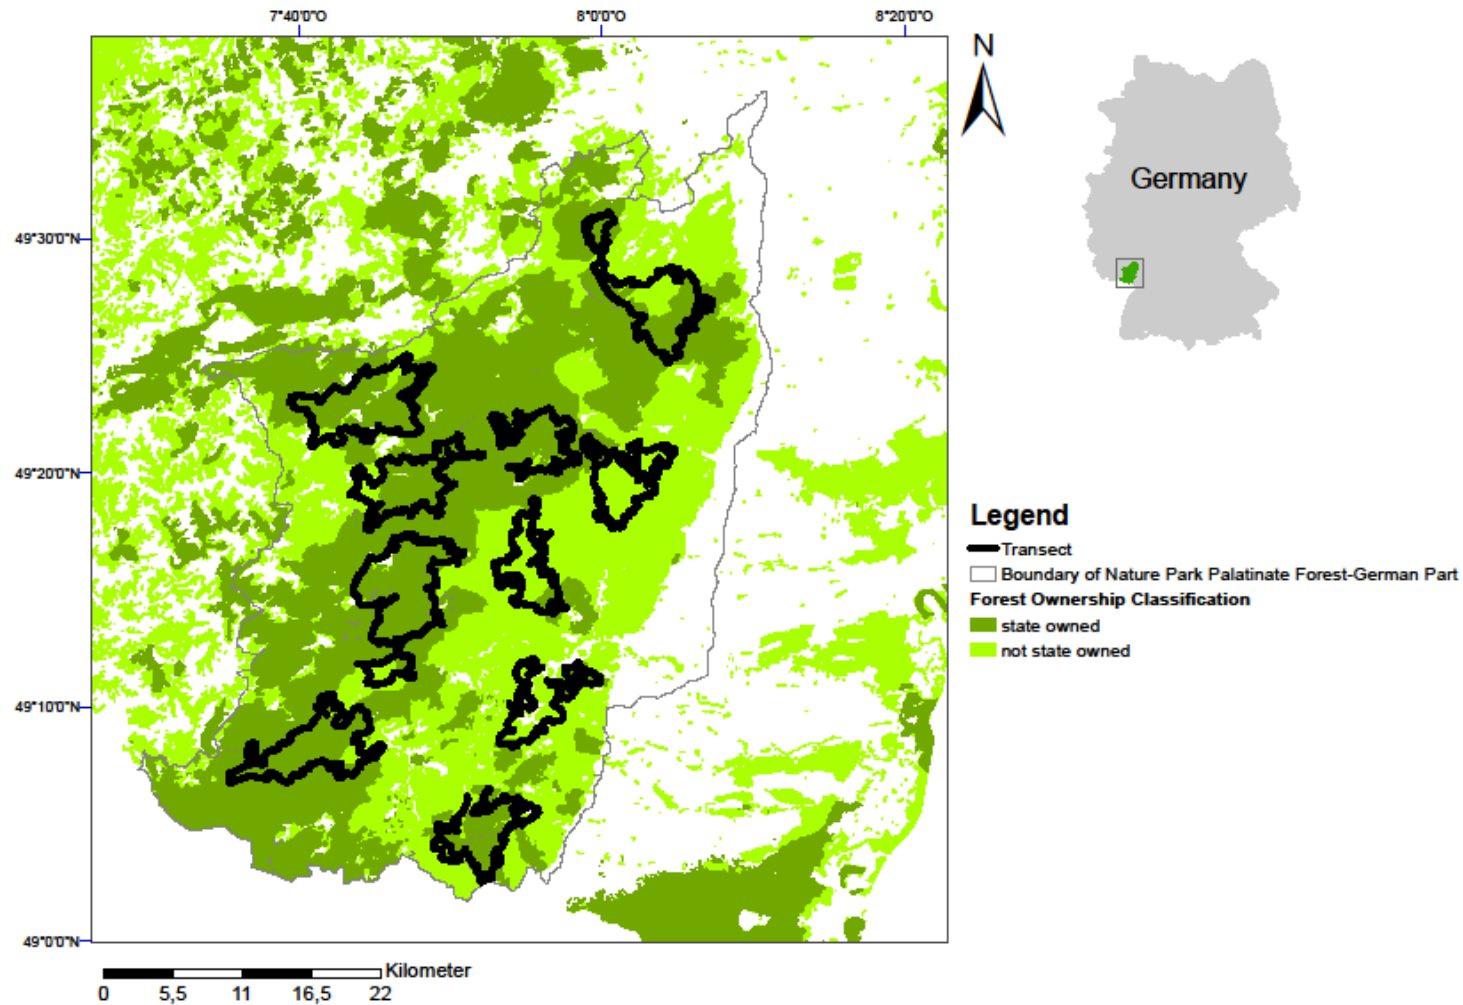 7°40'0"O
8°0'0"O
8°20'0"O
N
Germany
49°30'0"N
49°20'0"N
49°10'0"N
49°0'0"N
Legend
Transect
Boundary of Nature Park Palatinate Forest-German Part
Forest Ownership Classification
state owned
not state owned
Kilometer
0 5,5 11 16,5 22